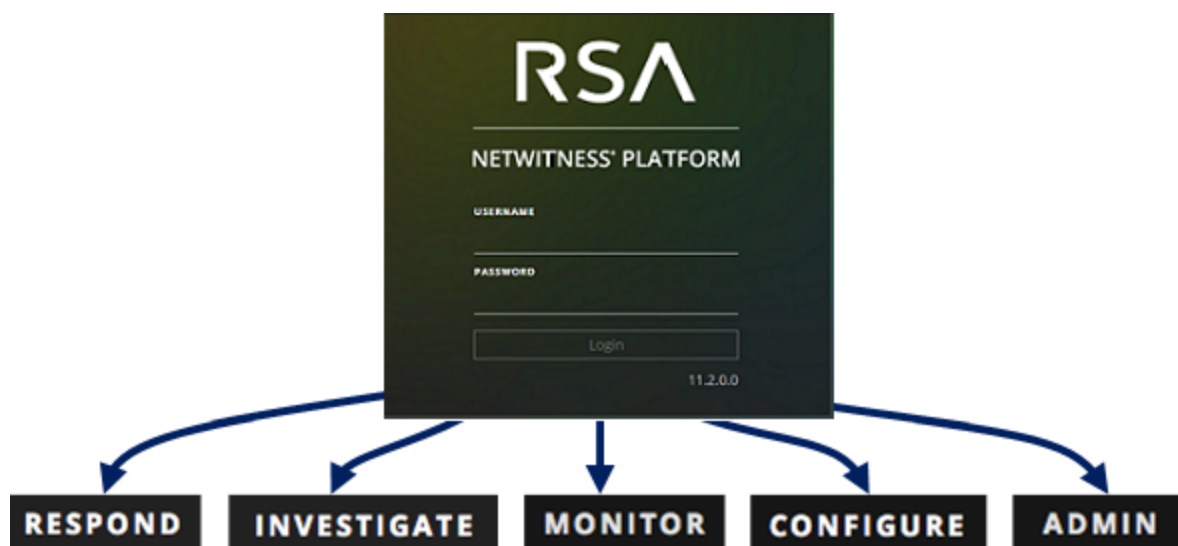 RSA
NETWITNESS® PLATFORM
USERNAME
PASSWORD
Login
11.2.0.0
RESPOND INVESTIGATE MONITOR CONFIGURE ADMIN